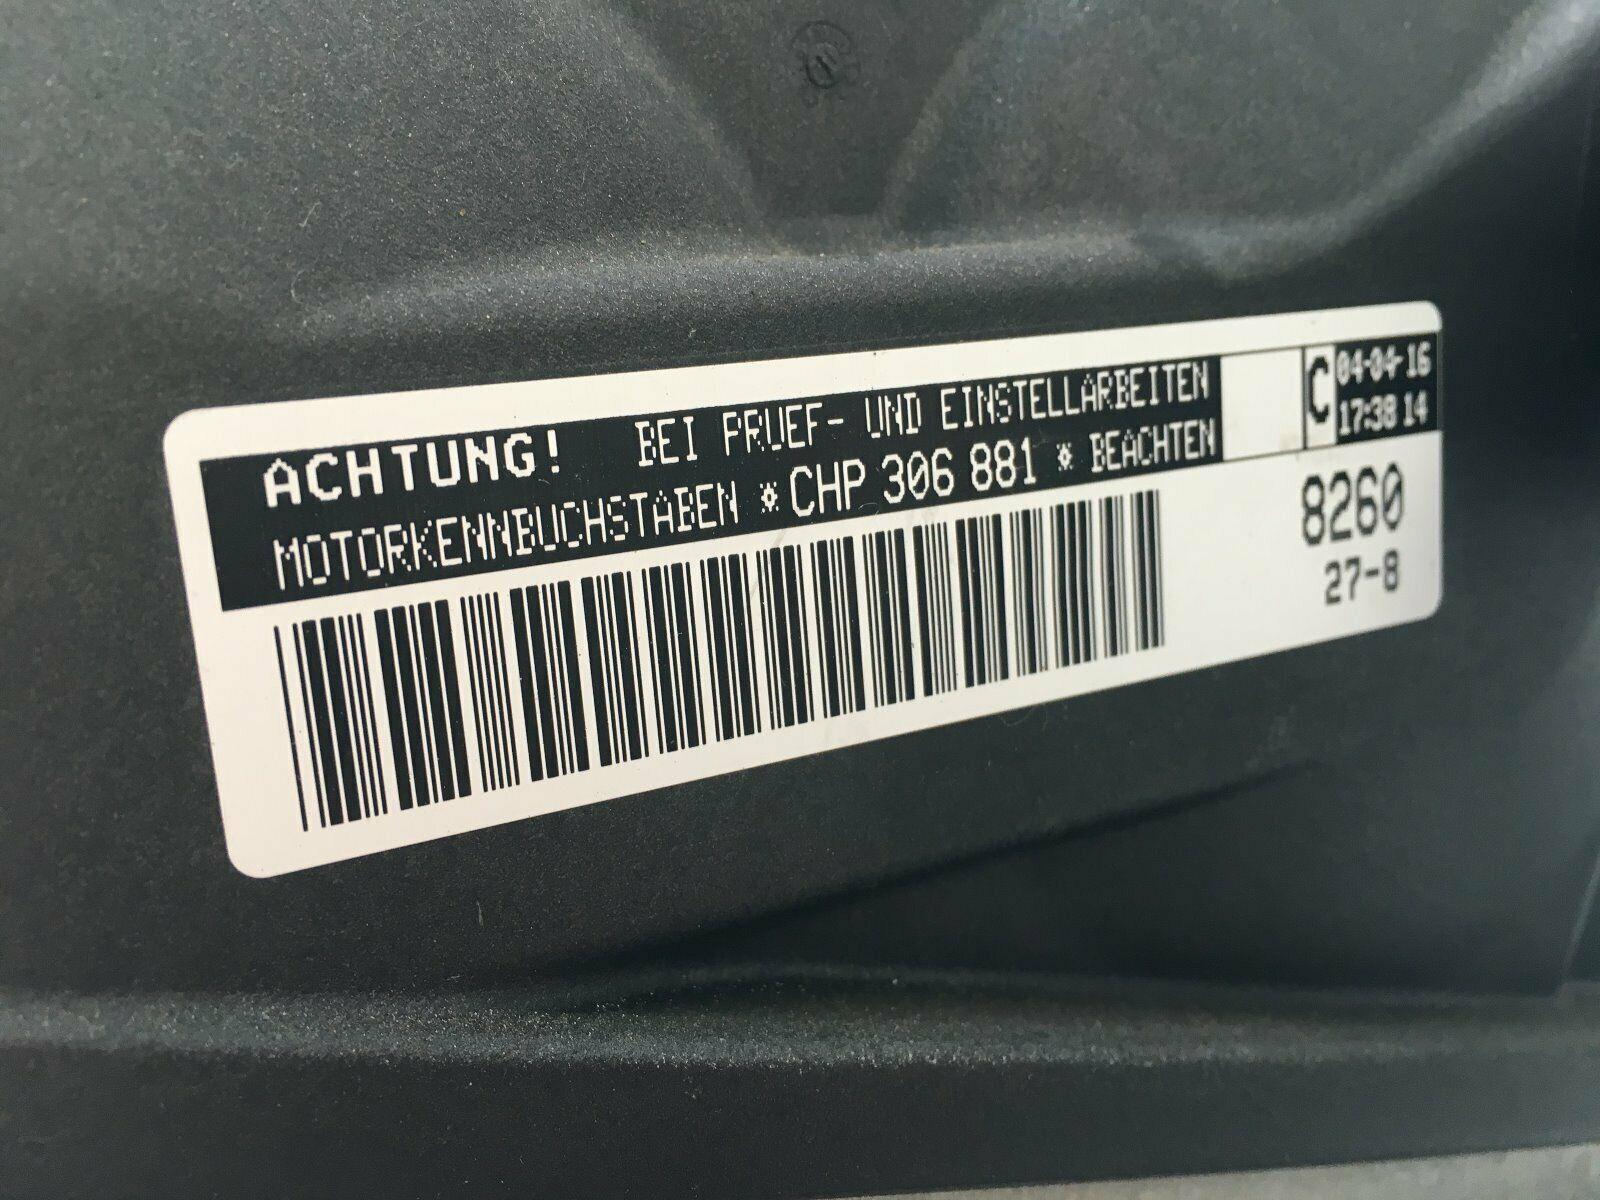 ACHTUNG! BEI PRUEF- UND EINSTELLARBEITEN
MOTORKENNBUCHSTABEN *CHP 306 881 * BEACHTEN
C
04-04-16
17:38 14
8260
27-8